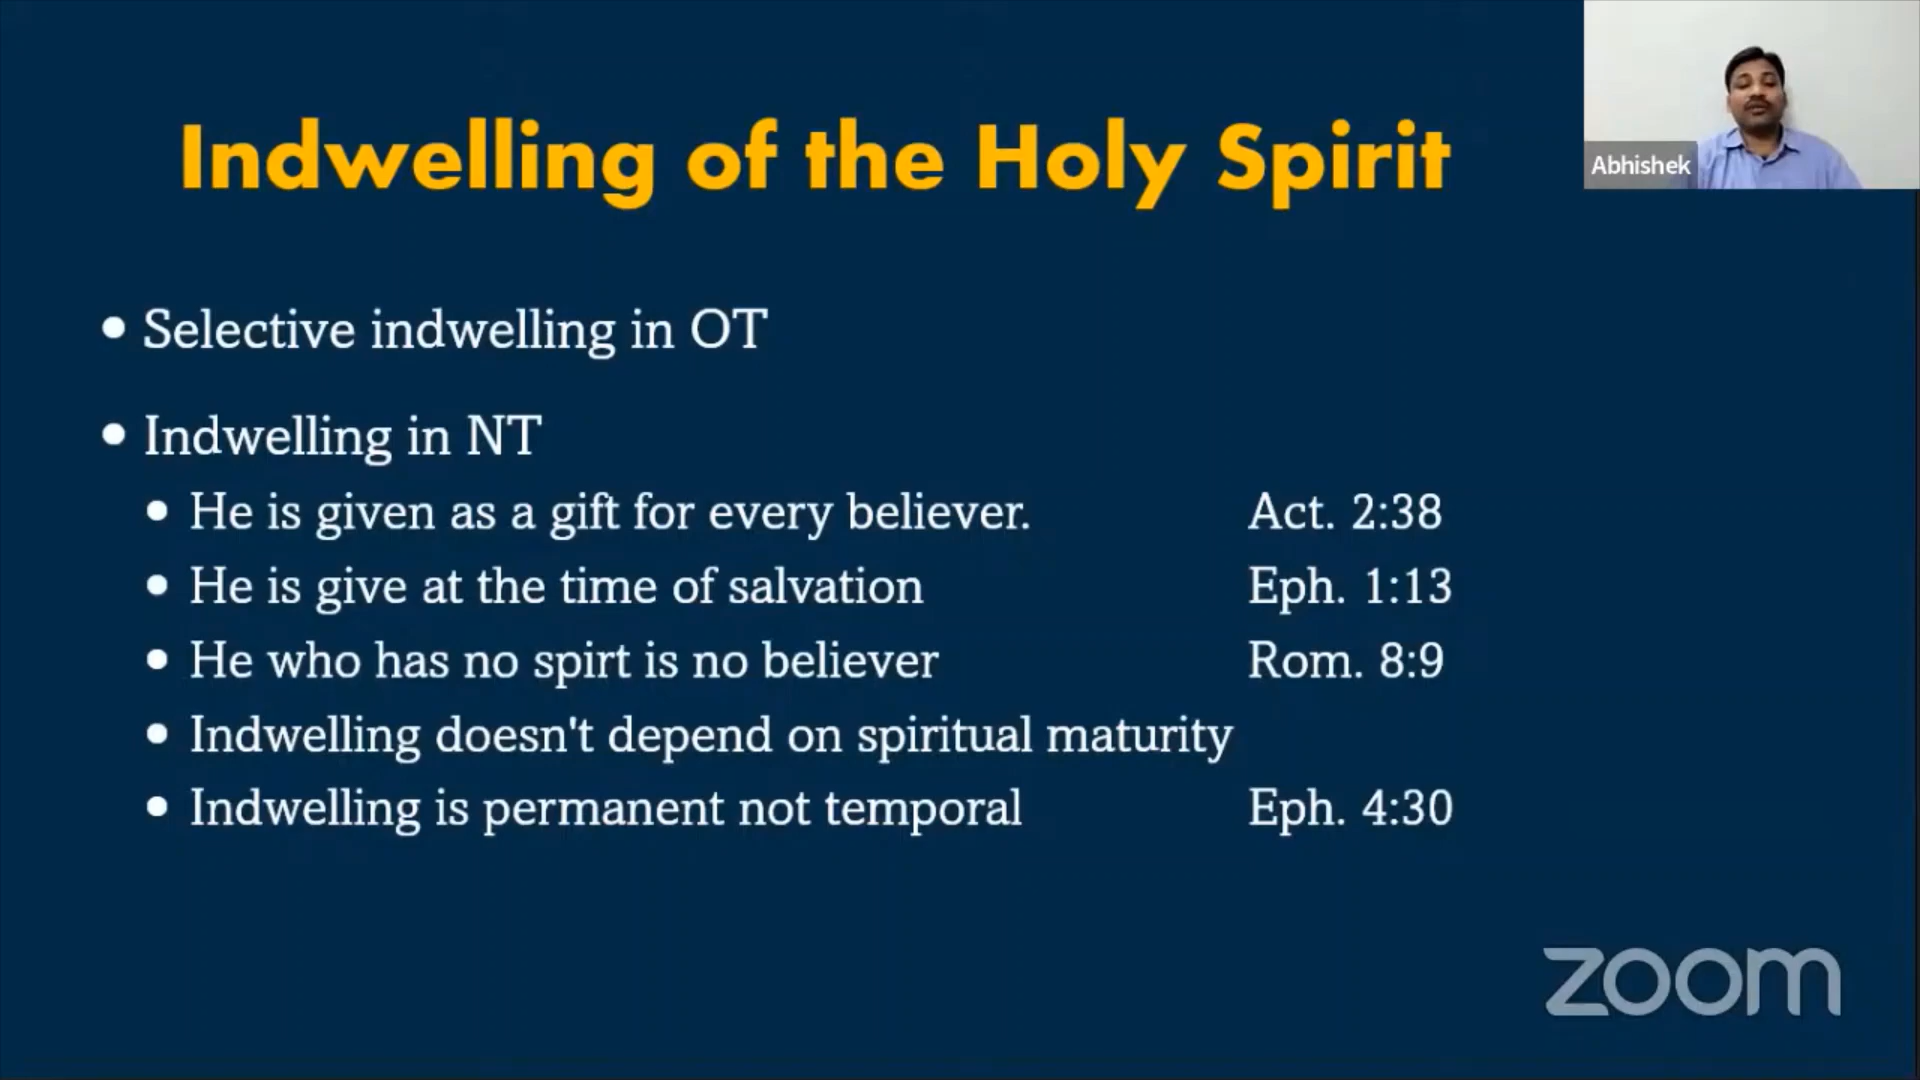 Indwelling of the Holy Spirit
Abhishek
• Selective indwelling in OT
• Indwelling in NT
• He is given as a gift for every believer. Act. 2:38
• He is give at the time of salvation Eph. 1:13
• He who has no spirt is no believer Rom. 8:9
• Indwelling doesn't depend on spiritual maturity
• Indwelling is permanent not temporal Eph. 4:30
zoom